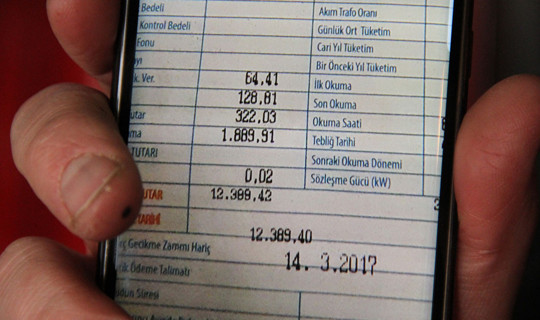 Bedeli Akım Trafo Oranı
Kontrol Bedeli Günlük Ort Tüketim
Fonu Cari Yıl Tüketim
Bir Önceki Yıl Tüketim
Ver. 64,41 İlk Okuma
128,81 Son Okuma
322,03 Okuma Saati
1.889,91 Tebliğ Tarihi
TUTARI Sonraki Okuma Dönemi
0,02 Sözleşme Gücü (kW)
12.389,42
12.389,40
Gecikme Zammı Hariç
14. 3.2017
Ödeme Talimatı
Süresi